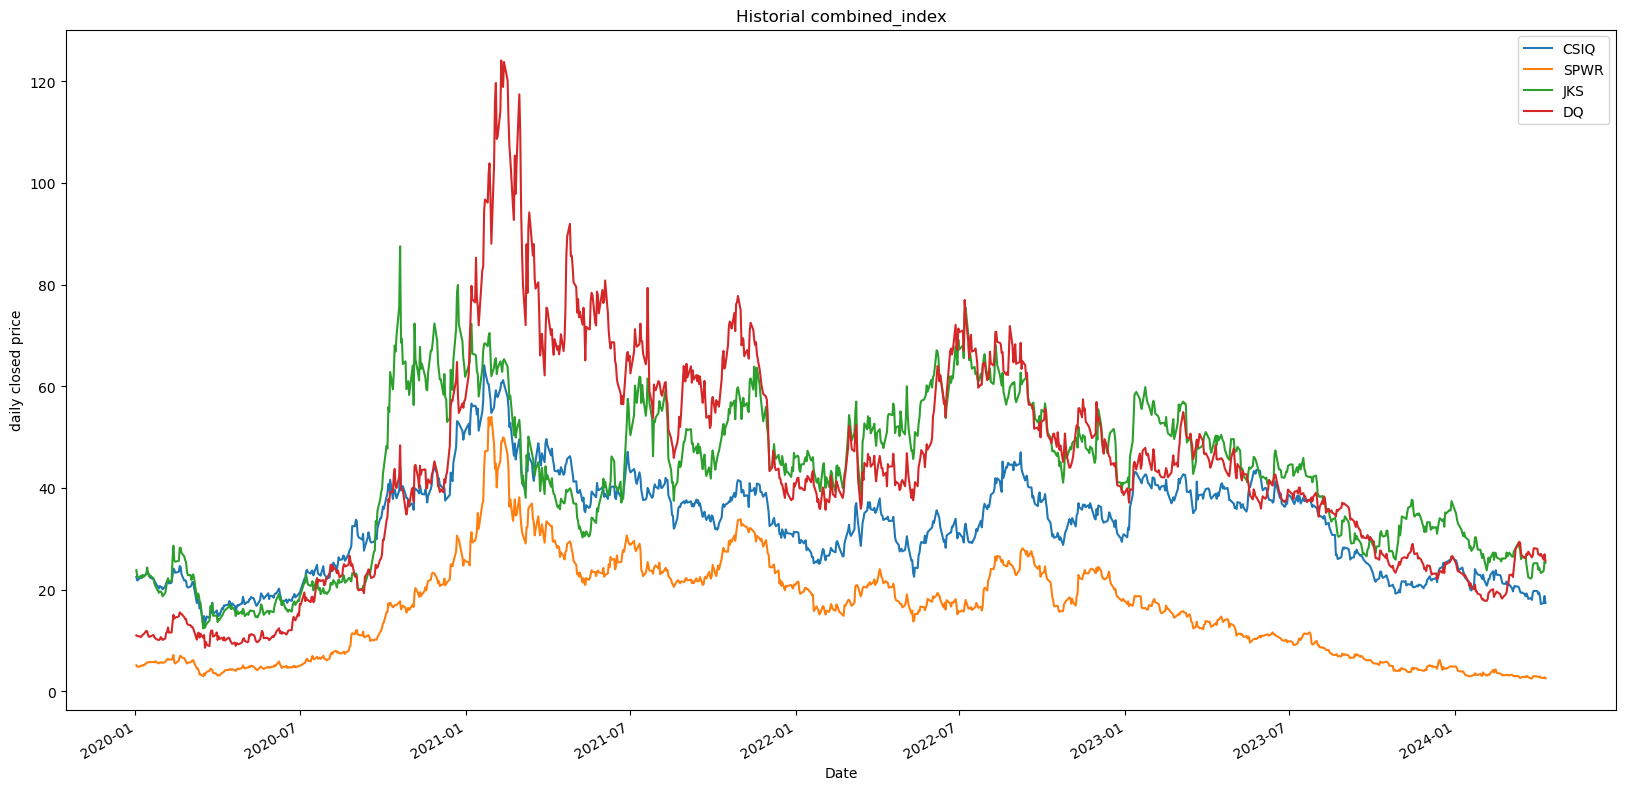 Historial combined_index
CSIQ
SPWR
JKS
DQ
daily closed price
120
100
80
60
40
20
0
2020-01
2020-07
2021-01
2021-07
2022-01
2022-07
2023-01
2023-07
2024-01
Date